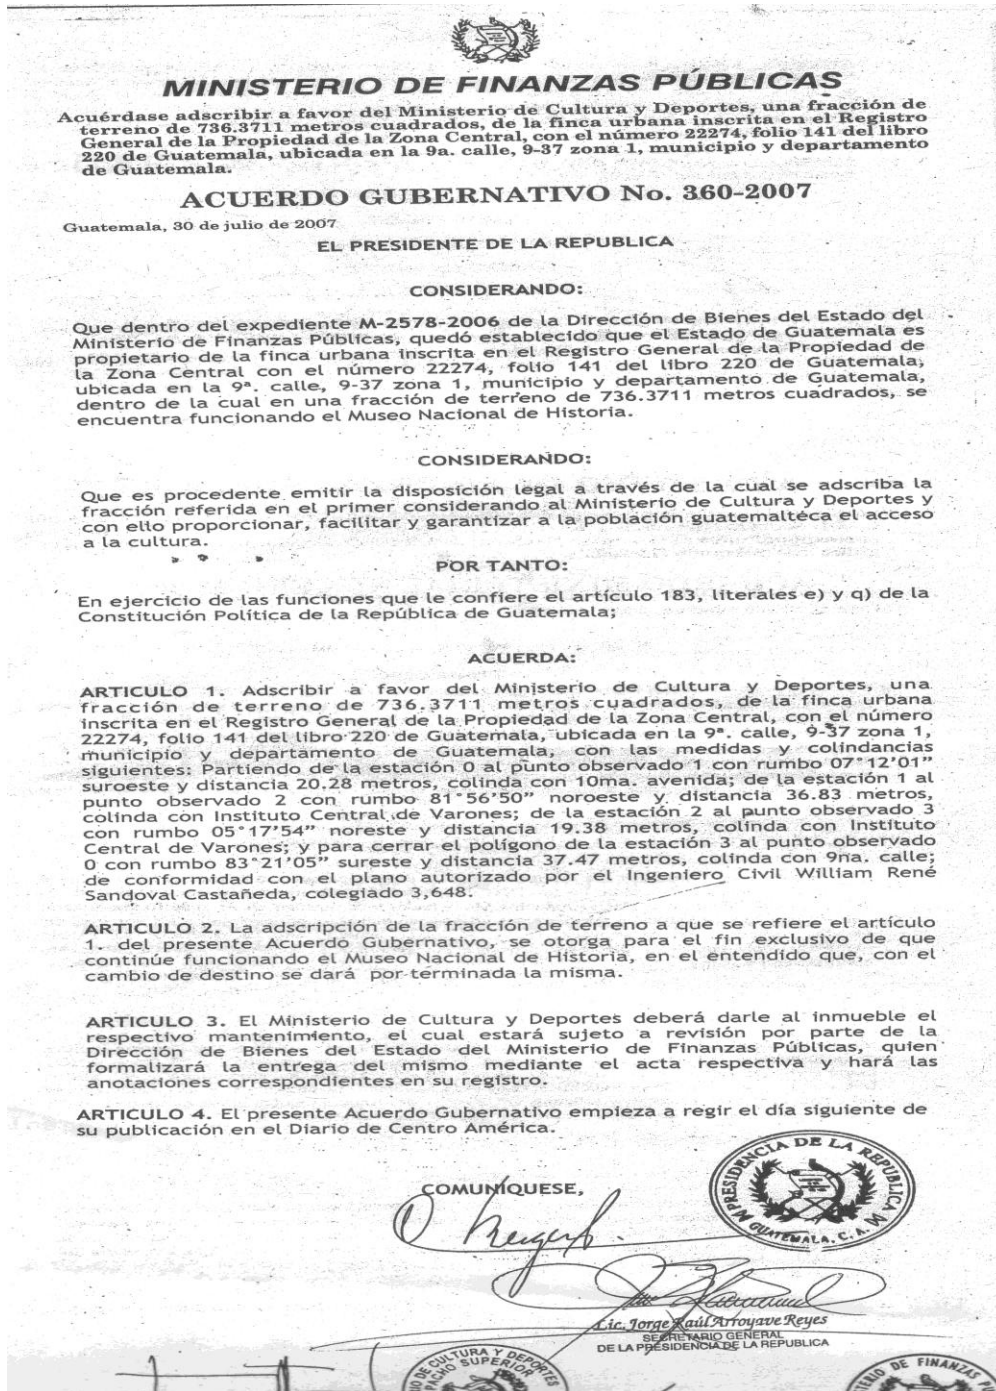 MINISTERIO DE FINANZAS PÚBLICAS
Acuérdase adscribir a favor del Ministerio de Cultura y Deportes, una fracción de
terreno de 736.3711 metros cuadrados, de la finca urbana inscrita en el Registro
General de la Propiedad de la Zona Central, con el número 22274, folio 141 del libro
220 de Guatemala, ubicada en la 9a. calle, 9-37 zona 1, municipio y departamento
de Guatemala.
ACUERDO GUBERNATIVO No. 360-2007
Guatemala, 30 de julio de 2007
EL PRESIDENTE DE LA REPUBLICA
CONSIDERANDO:
Que dentro del expediente M-2578-2006 de la Dirección de Bienes del Estado del
Ministerio de Finanzas Públicas, quedó establecido que el Estado de Guatemala es
propietario de la finca urbana inscrita en el Registro General de la Propiedad de
la Zona Central con el número 22274, folio 141 del libro 220 de Guatemala,
ubicada en la 9ª. calle, 9-37 zona 1, municipio y departamento de Guatemala,
dentro de la cual en una fracción de terreno de 736.3711 metros cuadrados, se
encuentra funcionando el Museo Nacional de Historia.
CONSIDERANDO:
Que es procedente emitir la disposición legal a través de la cual se adscriba la
fracción referida en el primer considerando al Ministerio de Cultura y Deportes y
con ello proporcionar, facilitar y garantizar a la población guatemalteca el acceso
a la cultura.
POR TANTO:
En ejercicio de las funciones que le confiere el artículo 183, literales e) y q) de la
Constitución Política de la República de Guatemala;
ACUERDA:
ARTICULO 1. Adscribir a favor del Ministerio de Cultura y Deportes, una
fracción de terreno de 736.3711 metros cuadrados, de la finca urbana
inscrita en el Registro General de la Propiedad de la Zona Central, con el número
22274, folio 141 del libro 220 de Guatemala, ubicada en la 9ª. calle, 9-37 zona 1,
municipio y departamento de Guatemala, con las medidas y colindancias
siguientes: Partiendo de la estación 0 al punto observado 1 con rumbo 07°12'01”
suroeste y distancia 20.28 metros, colinda con 10ma. avenida; de la estación 1 al
punto observado 2 con rumbo 81°56'50” noroeste y distancia 36.83 metros,
colinda con Instituto Central de Varones; de la estación 2 al punto observado 3
con rumbo 05°17'54” noreste y distancia 19.38 metros, colinda con Instituto
Central de Varones; y para cerrar el polígono de la estación 3 al punto observado
0 con rumbo 83°21'05” sureste y distancia 37.47 metros, colinda con 9na. calle;
de conformidad con el plano autorizado por el Ingeniero Civil William René
Sandoval Castañeda, colegiado 3,648.
ARTICULO 2. La adscripción de la fracción de terreno a que se refiere el artículo
1. del presente Acuerdo Gubernativo, se otorga para el fin exclusivo de que
continúe funcionando el Museo Nacional de Historia, en el entendido que, con el
cambio de destino se dará por terminada la misma.
ARTICULO 3. El Ministerio de Cultura y Deportes deberá darle al inmueble el
respectivo mantenimiento, el cual estará sujeto a revisión por parte de la
Dirección de Bienes del Estado del Ministerio de Finanzas Públicas, quien
formalizará la entrega del mismo mediante el acta respectiva y hará las
anotaciones correspondientes en su registro.
ARTICULO 4. El presente Acuerdo Gubernativo empieza a regir el día siguiente de
su publicación en el Diario de Centro América.
PRESIDENCIA DE LA REPUBLICA
GUATEMALA, C. A.
COMUNÍQUESE,
Lic. Jorge Raúl Arroyave Reyes
SECRETARIO GENERAL
DE LA PRESIDENCIA DE LA REPUBLICA
CULTURA Y DEPORTES
SUPERIOR
DE FINANZAS